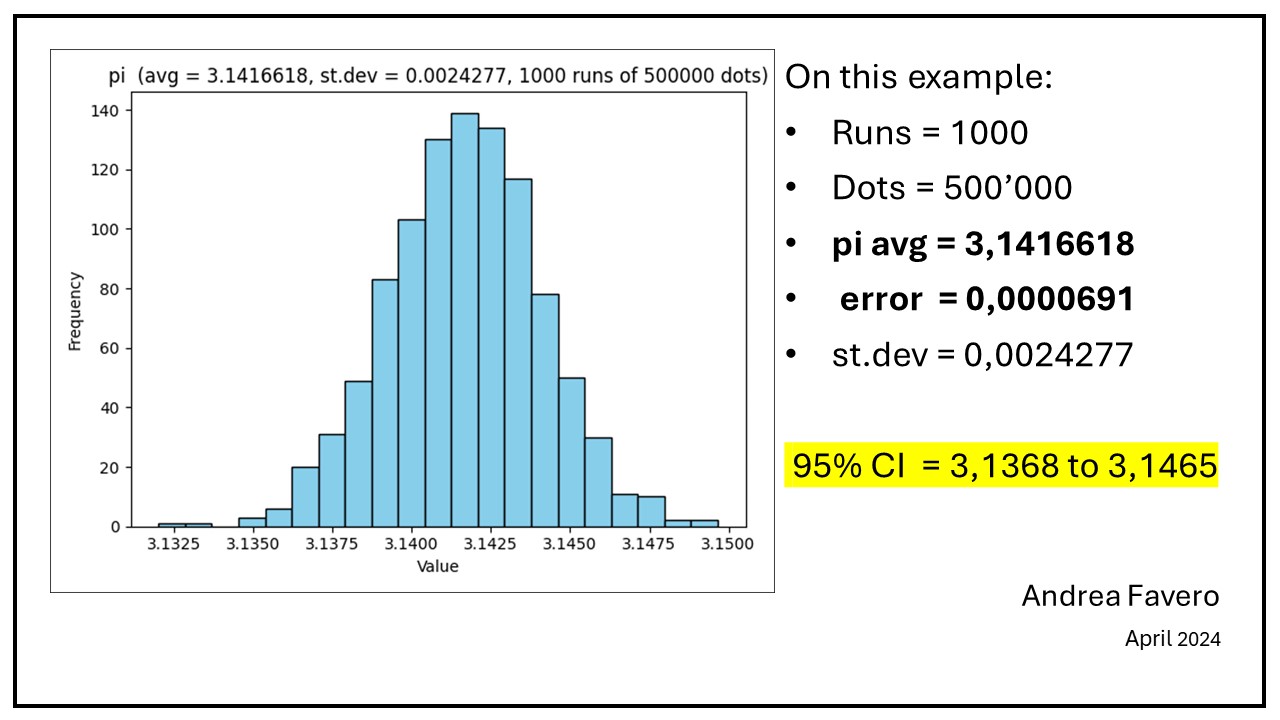 pi (avg = 3.1416618, st.dev = 0.0024277, 1000 runs of 500000 dots)
140
120
100
80
60
40
20
0
Frequency
3.1325 3.1350 3.1375 3.1400 3.1425 3.1450 3.1475 3.1500
Value
On this example:
• Runs = 1000
• Dots = 500’000
• pi avg = 3,1416618
• error = 0,0000691
• st.dev = 0,0024277
95% CI = 3,1368 to 3,1465
Andrea Favero
April 2024